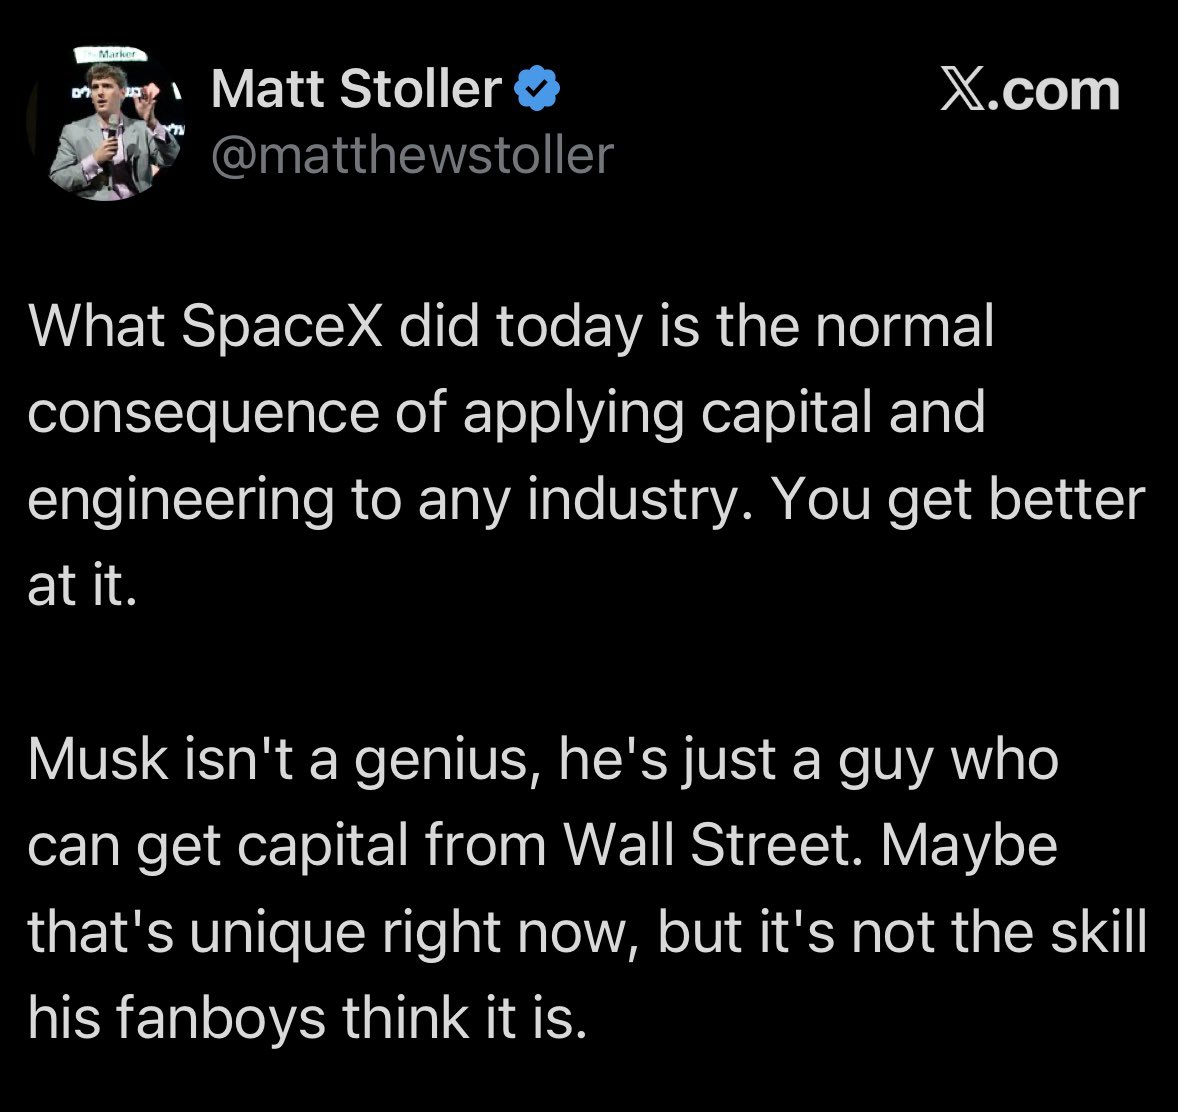 Marker
Matt Stoller
X.com
@matthewstoller
What SpaceX did today is the normal
consequence of applying capital and
engineering to any industry. You get better
at it.
Musk isn't a genius, he's just a guy who
can get capital from Wall Street. Maybe
that's unique right now, but it's not the skill
his fanboys think it is.